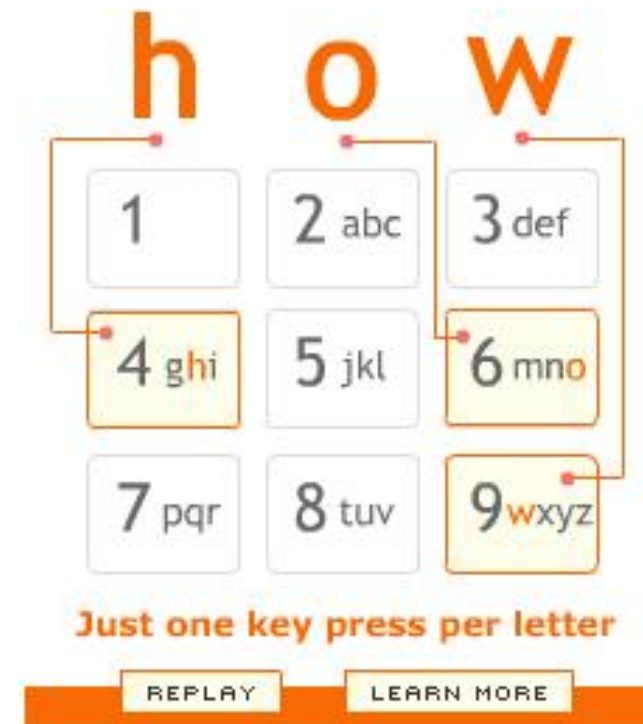 h o w
1 2 abc 3 def
4 ghi 5 jkl 6 mno
7 pqr 8 tuv 9 wxyz
Just one key press per letter
REPLAY LEARN MORE